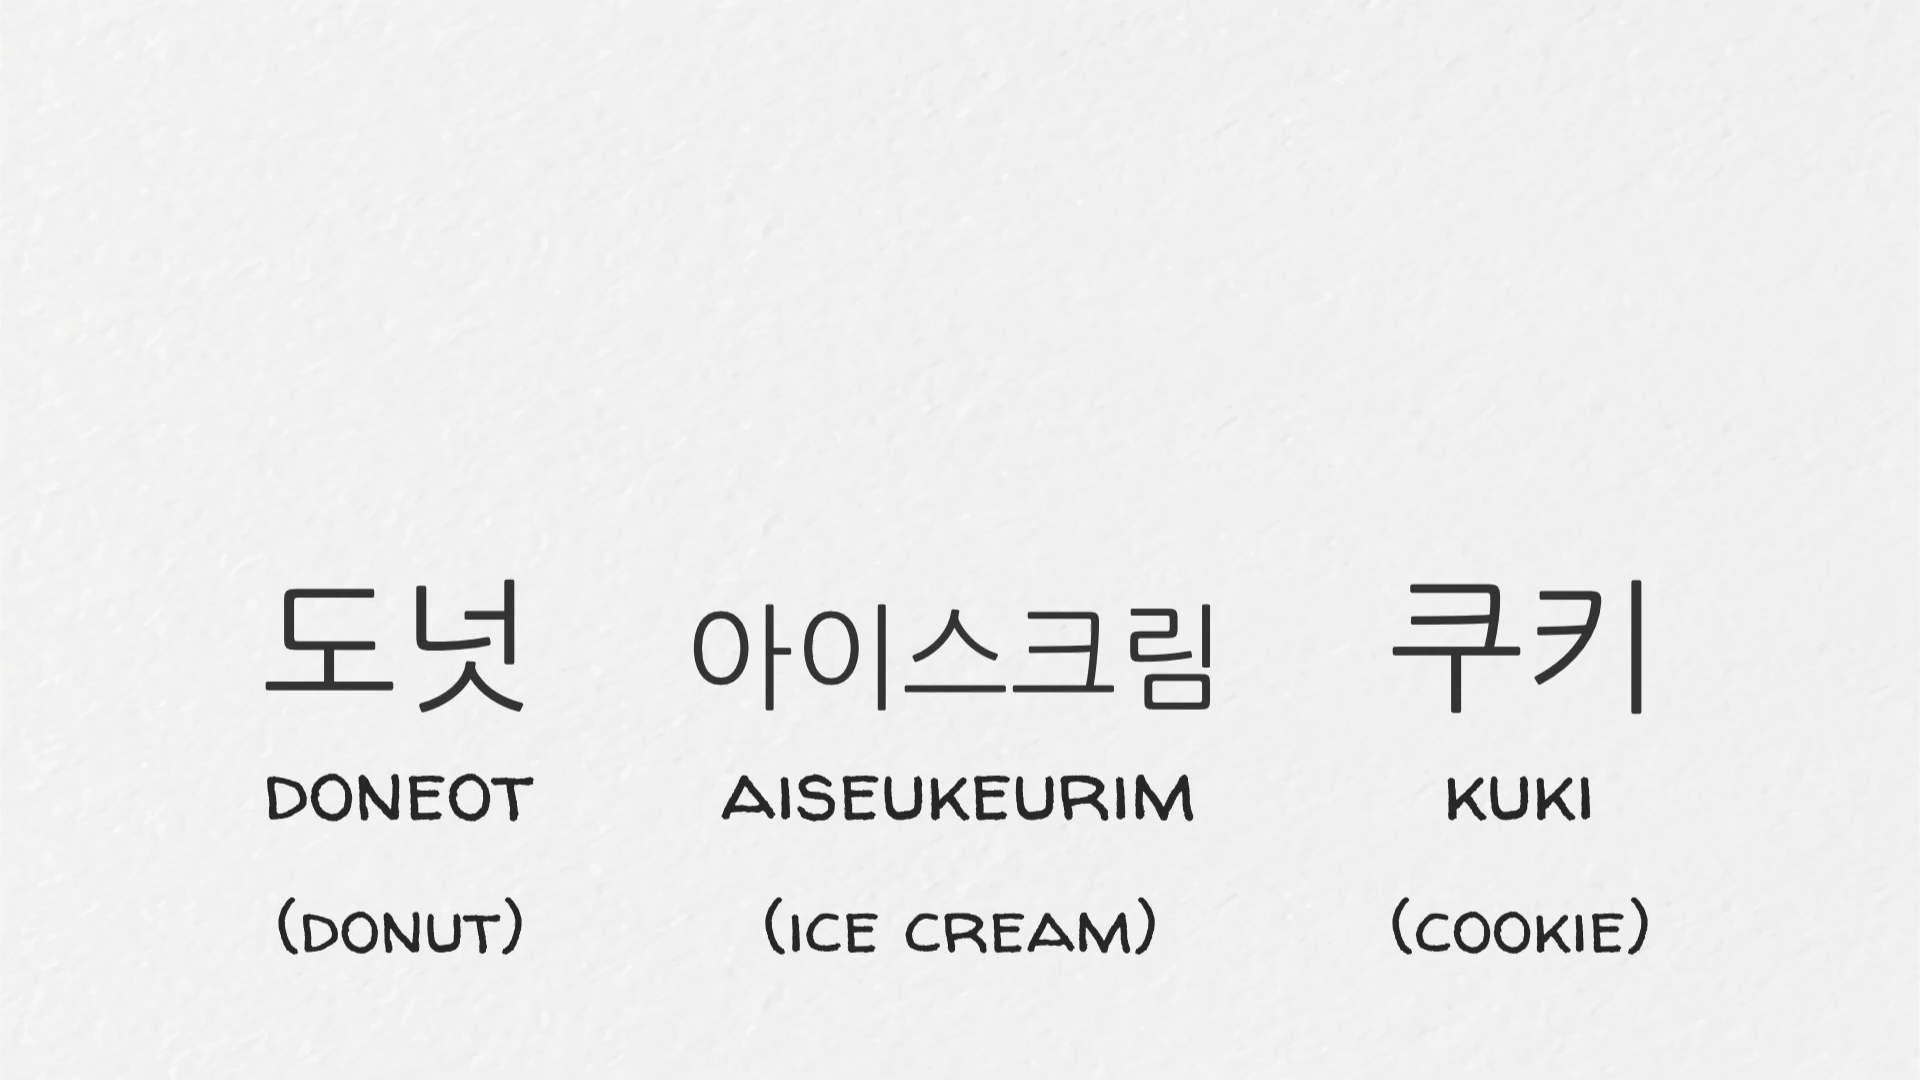 도넛 아이스크림 쿠키
DONEOT AISEUKEURIM KUKI
(DONUT) (ICE CREAM) (COOKIE)